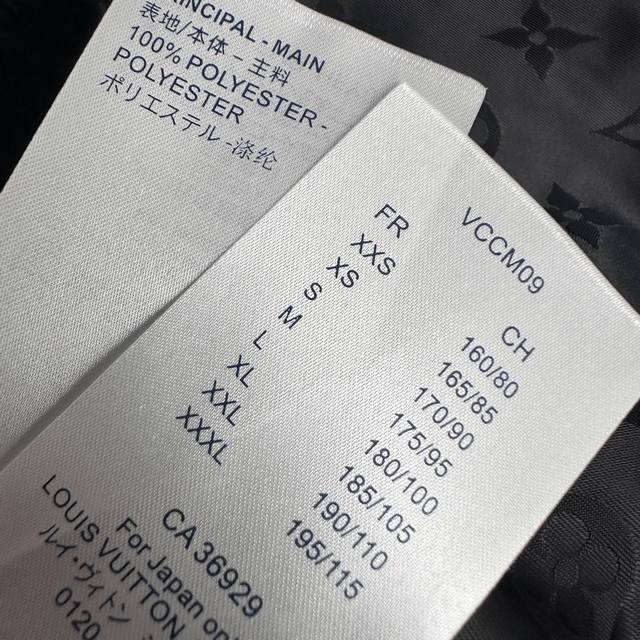 PRINCIPAL - MAIN
表地/本体 - 主料
100% POLYESTER -
POLYESTER
ポリエステル -涤纶
VCCM09
FR CH
XXS 160/80
XS 165/85
S 170/90
M 175/95
L 180/100
XL 185/105
XXL 190/110
XXXL 195/115
CA 36929
For Japan
LOUIS VUITTON
ルイ・ヴィトン
0120